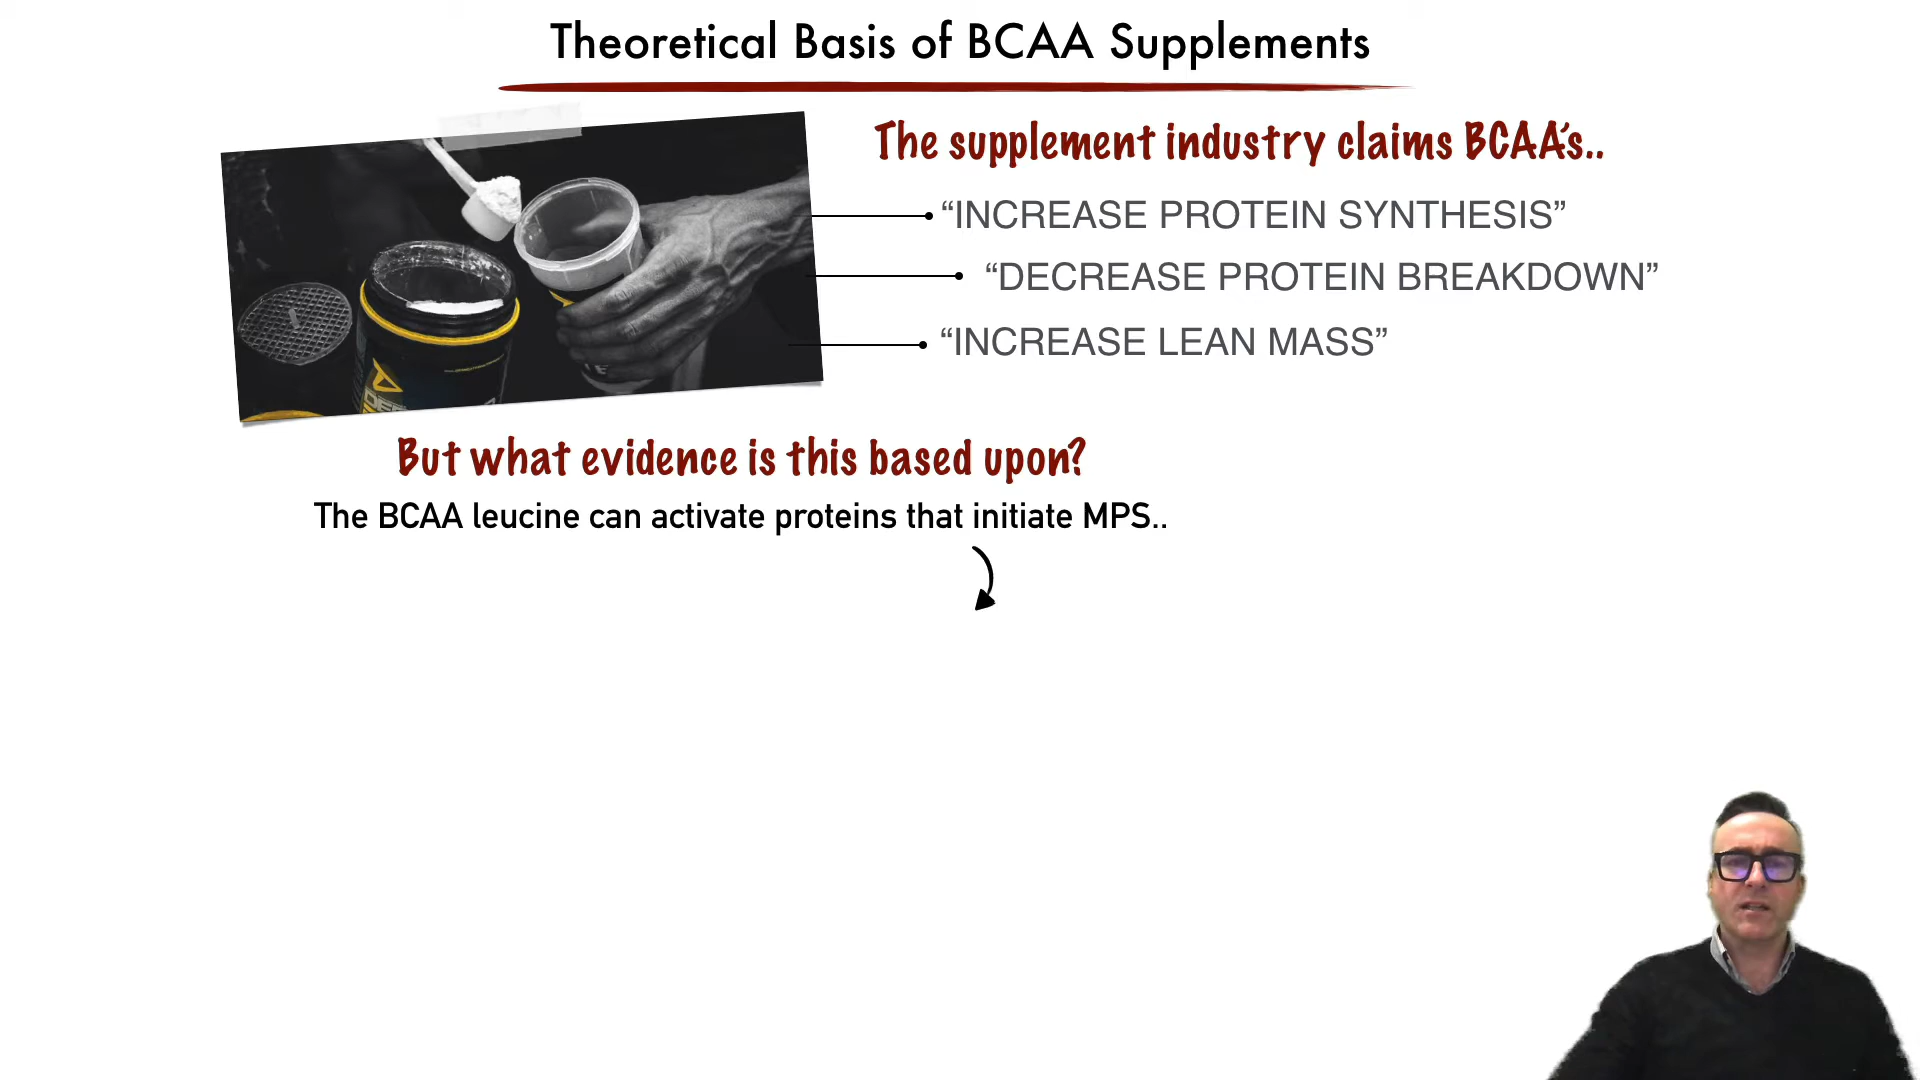 Theoretical Basis of BCAA Supplements
The supplement industry claims BCAA's..
“INCREASE PROTEIN SYNTHESIS”
“DECREASE PROTEIN BREAKDOWN”
“INCREASE LEAN MASS”
But what evidence is this based upon?
The BCAA leucine can activate proteins that initiate MPS..